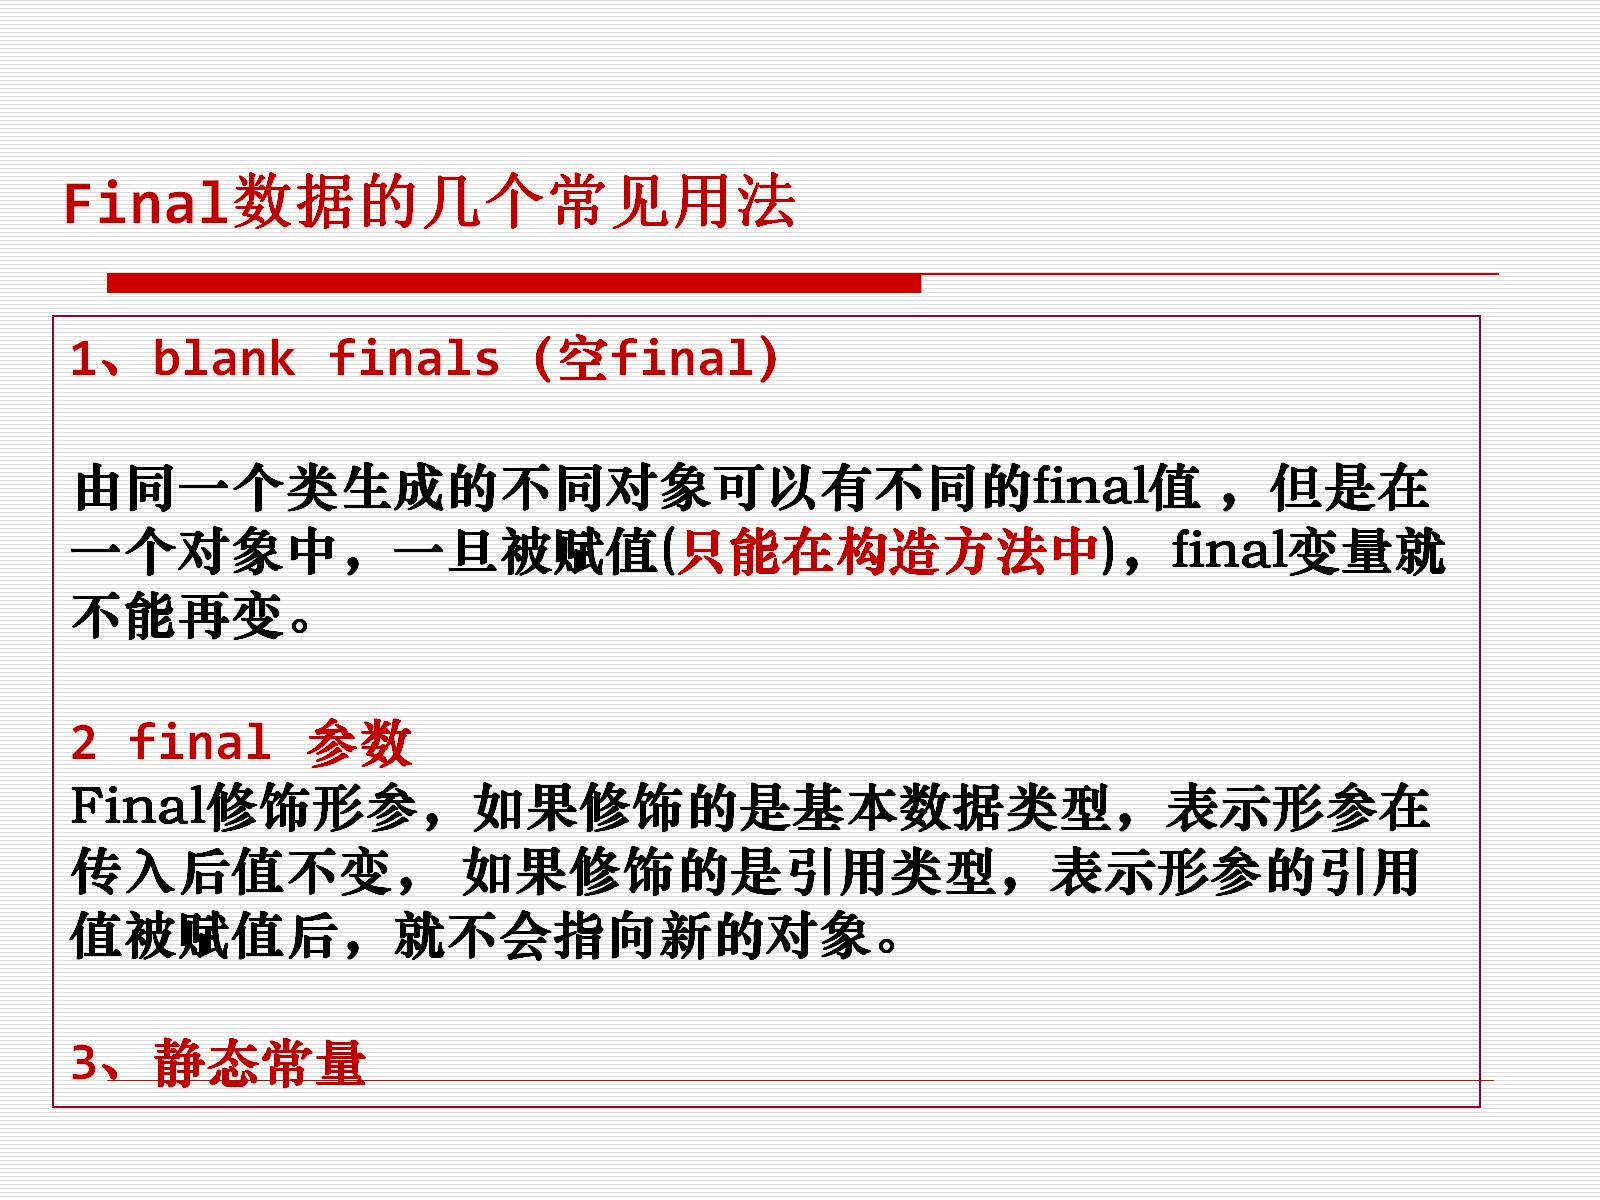 Final数据的几个常见用法
1、blank finals (空final)
由同一个类生成的不同对象可以有不同的final值 ，但是在
一个对象中，一旦被赋值(只能在构造方法中)，final变量就
不能再变。
2 final 参数
Final修饰形参，如果修饰的是基本数据类型，表示形参在
传入后值不变， 如果修饰的是引用类型，表示形参的引用
值被赋值后，就不会指向新的对象。
3、静态常量